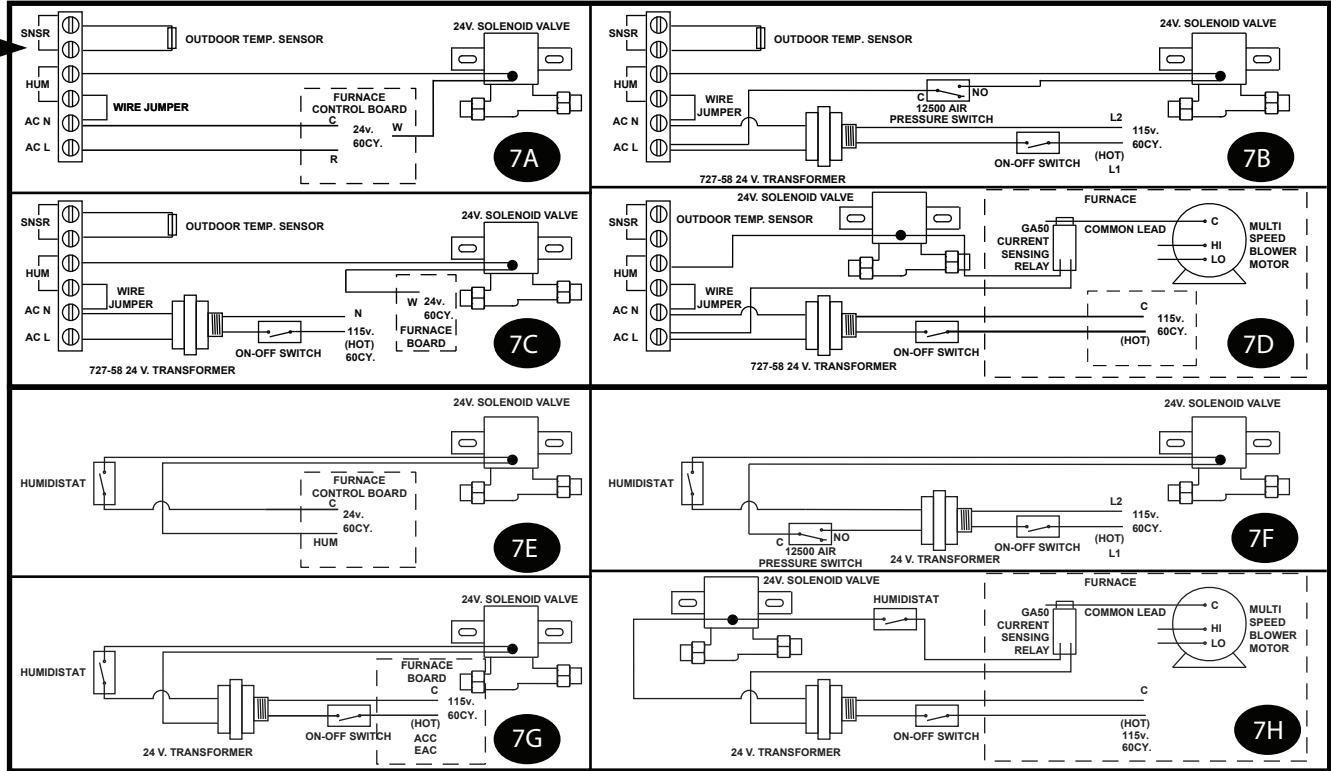 SNSR
OUTDOOR TEMP. SENSOR
24V. SOLENOID VALVE
HUM
WIRE JUMPER
AC N
AC L
FURNACE
CONTROL BOARD
C
24v.
60CY.
W
R
7A
SNSR
OUTDOOR TEMP. SENSOR
24V. SOLENOID VALVE
HUM
WIRE
JUMPER
AC N
AC L
C
NO
12500 AIR
PRESSURE SWITCH
L2
115v.
60CY.
(HOT)
L1
ON-OFF SWITCH
727-58 24 V. TRANSFORMER
7B
SNSR
OUTDOOR TEMP. SENSOR
24V. SOLENOID VALVE
HUM
WIRE
JUMPER
AC N
AC L
N
115v.
(HOT)
60CY.
ON-OFF SWITCH
W 24v.
60CY.
FURNACE
BOARD
727-58 24 V. TRANSFORMER
7C
24V. SOLENOID VALVE
SNSR
OUTDOOR TEMP. SENSOR
HUM
WIRE
JUMPER
AC N
AC L
FURNACE
GA50
CURRENT
SENSING
RELAY
COMMON LEAD
C
HI
LO
MULTI
SPEED
BLOWER
MOTOR
C
115v.
60CY.
(HOT)
ON-OFF SWITCH
727-58 24 V. TRANSFORMER
7D
24V. SOLENOID VALVE
HUMIDISTAT
FURNACE
CONTROL BOARD
C
24v.
60CY.
HUM
7E
24V. SOLENOID VALVE
HUMIDISTAT
C
NO
12500 AIR
PRESSURE SWITCH
24 V. TRANSFORMER
ON-OFF SWITCH
L2
115v.
60CY.
(HOT)
L1
7F
24V. SOLENOID VALVE
HUMIDISTAT
FURNACE
BOARD
C
115v.
60CY.
(HOT)
ACC
EAC
ON-OFF SWITCH
24 V. TRANSFORMER
7G
24V. SOLENOID VALVE
HUMIDISTAT
FURNACE
GA50
CURRENT
SENSING
RELAY
COMMON LEAD
C
HI
LO
MULTI
SPEED
BLOWER
MOTOR
C
(HOT)
115v.
60CY.
ON-OFF SWITCH
24 V. TRANSFORMER
7H